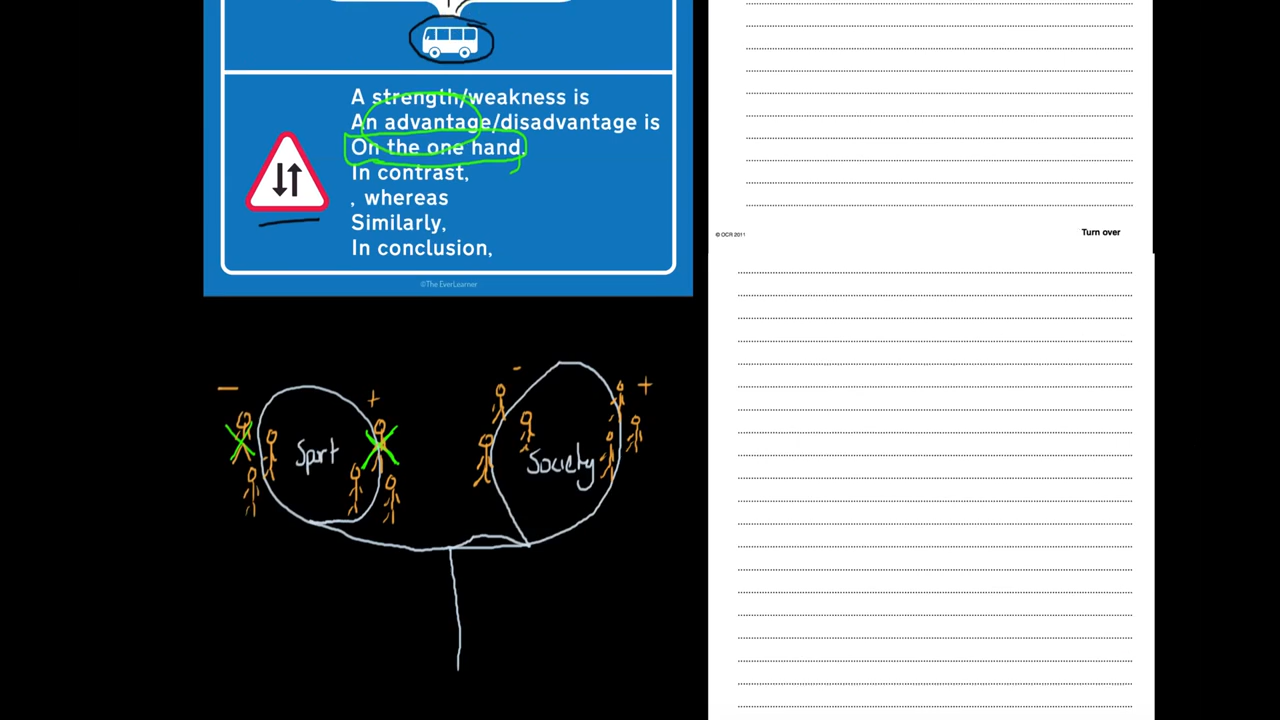 A strength/weakness is
An advantage/disadvantage is
On the one hand,
In contrast,
, whereas
Similarly,
In conclusion,
©The EverLearner
© OCR 2011
Turn over
- + - +
Sport
Society